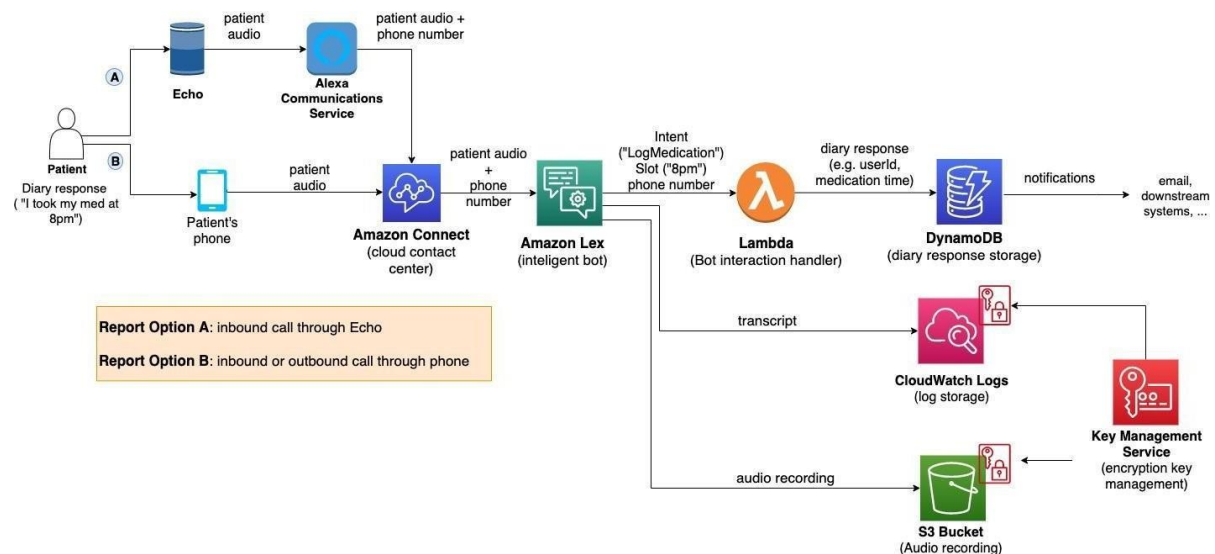 patient
audio
patient audio +
phone number
A
Echo
Alexa
Communications
Service
Patient
Diary response
( "I took my med at
8pm")
B
Patient's
phone
patient
audio
Amazon Connect
(cloud contact
center)
patient audio
+
phone
number
Amazon Lex
(inteligent bot)
Intent
("LogMedication")
Slot ("8pm")
phone number
Lambda
(Bot interaction handler)
diary response
(e.g. userId,
medication time)
DynamoDB
(diary response storage)
notifications
email,
downstream
systems, ...
Report Option A: inbound call through Echo
Report Option B: inbound or outbound call through phone
transcript
CloudWatch Logs
(log storage)
Key Management
Service
(encryption key
management)
audio recording
S3 Bucket
(Audio recording)